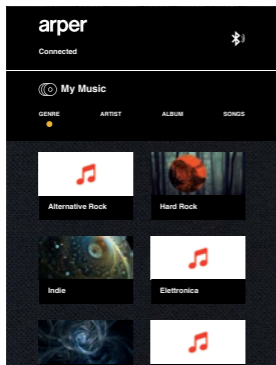 arper
Connected
My Music
GENRE ARTIST ALBUM SONGS
Alternative Rock Hard Rock
Indie Elettronica